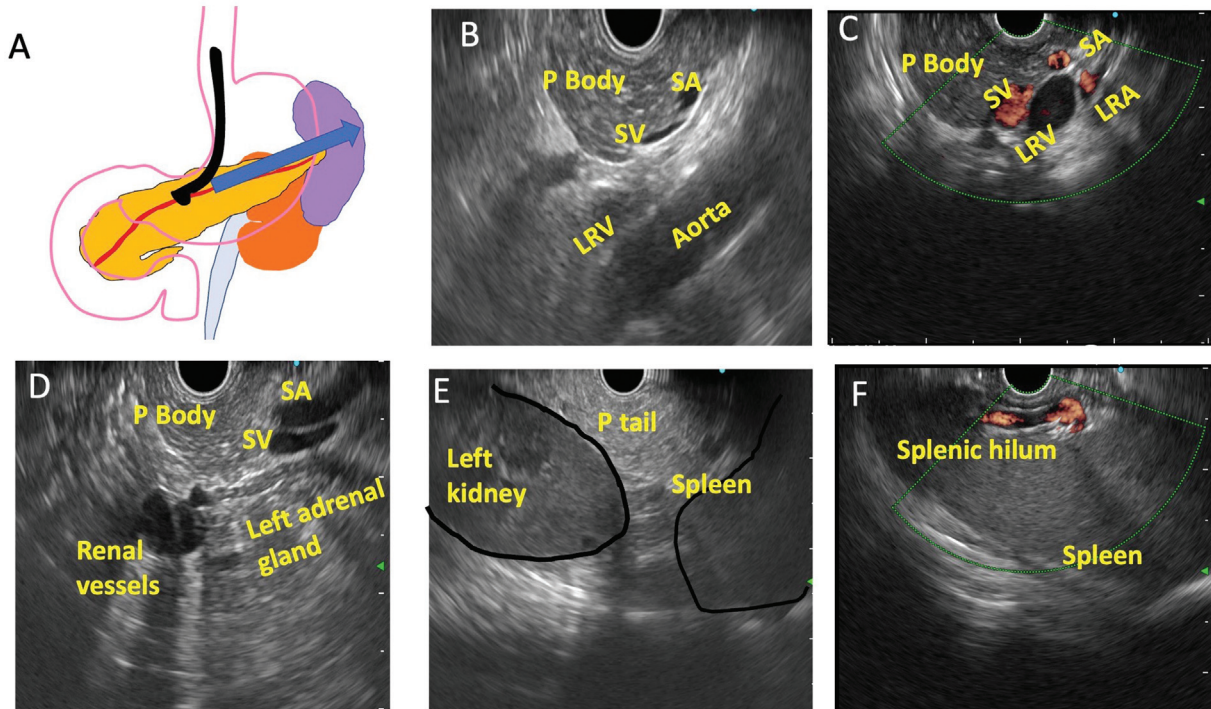 A
B
P Body
SA
SV
LRV
Aorta
C
P Body
SA
SV
LRA
LRV
D
SA
P Body
SV
Left adrenal
gland
Renal
vessels
E
P tail
Left
kidney
Spleen
F
Splenic hilum
Spleen